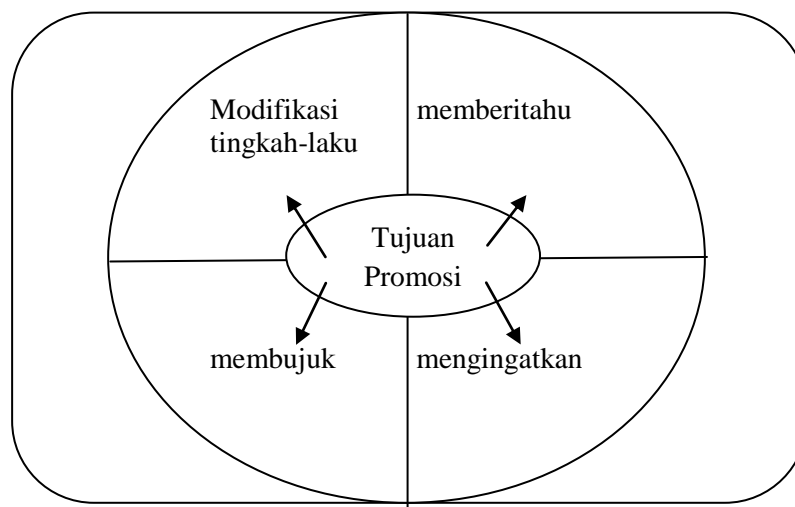 Modifikasi
tingkah-laku
memberitahu
Tujuan
Promosi
membujuk
mengingatkan